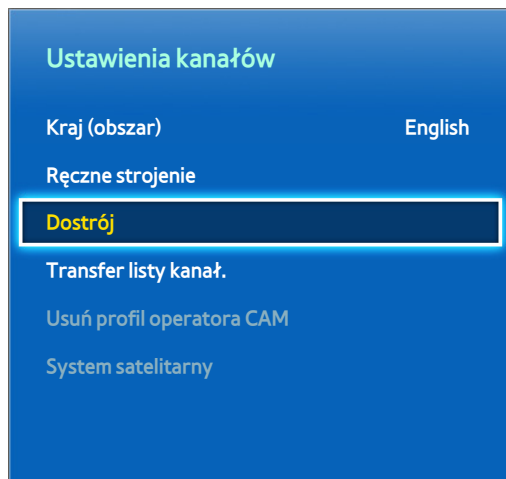 Ustawienia kanałów
Kraj (obszar) English
Ręczne strojenie
Dostrój
Transfer listy kanał.
Usuń profil operatora CAM
System satelitarny